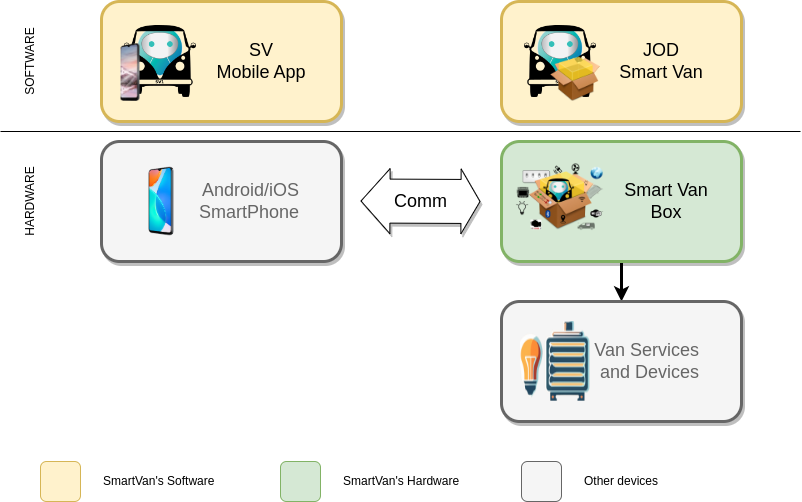 SOFTWARE
SV
Mobile App
JOD
Smart Van
HARDWARE
Android/iOS
SmartPhone
Comm
Smart Van
Box
Van Services
and Devices
SmartVan's Software
SmartVan's Hardware
Other devices